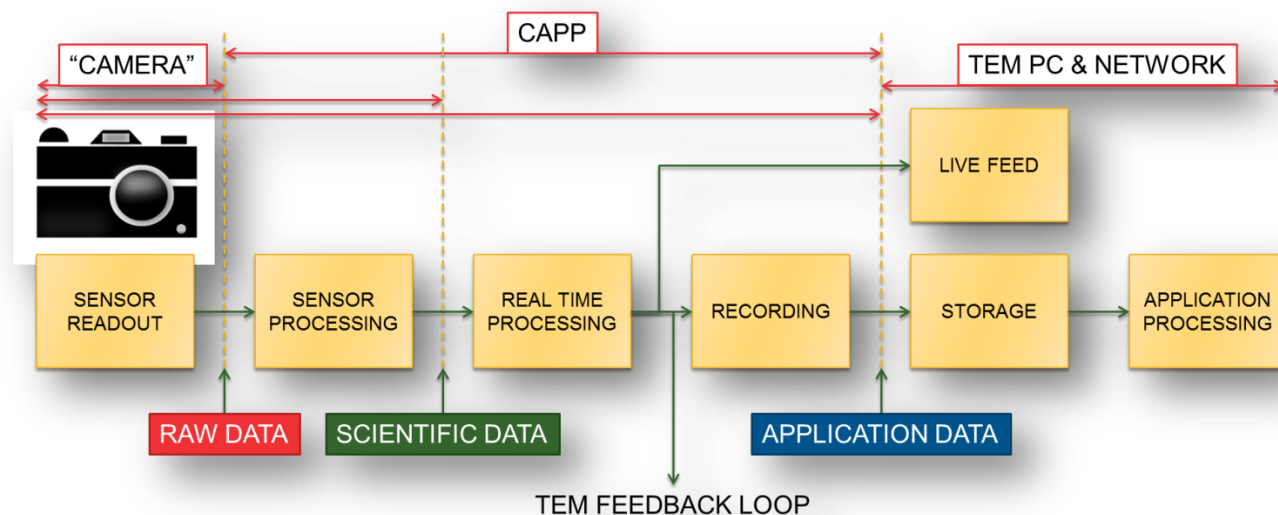 CAPP
“CAMERA”
TEM PC & NETWORK
LIVE FEED
SENSOR
READOUT
SENSOR
PROCESSING
REAL TIME
PROCESSING
RECORDING
STORAGE
APPLICATION
PROCESSING
RAW DATA
SCIENTIFIC DATA
APPLICATION DATA
TEM FEEDBACK LOOP